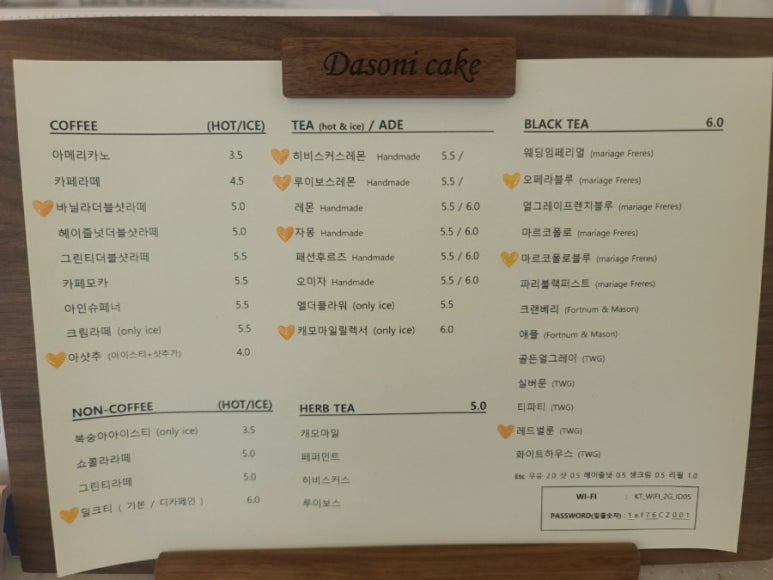 Dasoni cake
COFFEE (HOT/ICE)
아메리카노 3.5
카페라떼 4.5
바닐라더블샷라떼 5.0
헤이즐넛더블샷라떼 5.0
그린티더블샷라떼 5.5
카페모카 5.5
아인슈페너 5.5
크림라떼 (only ice) 5.5
아샷추 (아이스티+샷추가) 4.0
NON-COFFEE (HOT/ICE)
복숭아아이스티 (only ice) 3.5
쇼콜라라떼 5.0
그린티라떼 5.0
밀크티 ( 기본 / 디카페인 ) 6.0
TEA (hot & ice) / ADE
히비스커스레몬 Handmade 5.5 /
루이보스레몬 Handmade 5.5 /
레몬 Handmade 5.5 / 6.0
자몽 Handmade 5.5 / 6.0
패션후르츠 Handmade 5.5 / 6.0
오미자 Handmade 5.5 / 6.0
엘더플라워 (only ice) 5.5
캐모마일릴렉서 (only ice) 6.0
HERB TEA 5.0
캐모마일
페퍼민트
히비스커스
루이보스
BLACK TEA 6.0
웨딩임페리얼 (mariage Freres)
오페라블루 (mariage Freres)
얼그레이프렌치블루 (mariage Freres)
마르코폴로 (mariage Freres)
마르코폴로블루 (mariage Freres)
파리블랙퍼스트 (mariage Freres)
크랜베리 (Fortnum & Mason)
애플 (Fortnum & Mason)
골든얼그레이 (TWG)
실버문 (TWG)
티파티 (TWG)
레드벌룬 (TWG)
화이트하우스 (TWG)
Etc 우유 2.0 샷 0.5 헤이즐넛 0.5 생크림 0.5 리필 1.0
WI-FI : KT_WIFI_2G_ID05
PASSWORD(밑줄숫자) : 1ef76CZ001